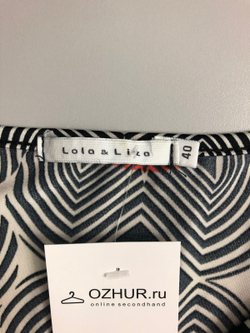 Lola & Liza
40
OZHUR.ru
online secondhand